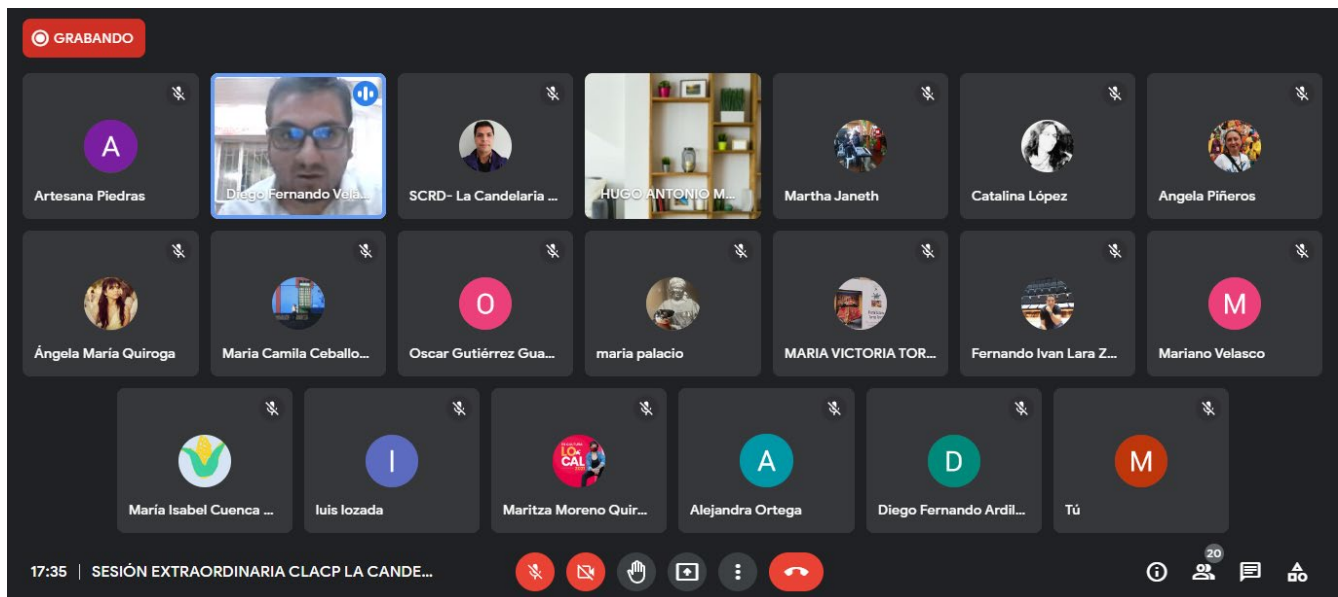 GRABANDO
A
Artesana Piedras
Diego Fernando Vela...
SCRD- La Candelaria ...
HUGO ANTONIO M...
Martha Janeth
Catalina López
Angela Piñeros
Ángela María Quiroga
Maria Camila Ceballo...
O
Oscar Gutiérrez Gua...
maria palacio
MARIA VICTORIA TOR...
Fernando Ivan Lara Z...
M
Mariano Velasco
María Isabel Cuenca ...
l
luis lozada
LO
CAL
Maritza Moreno Quir...
A
Alejandra Ortega
D
Diego Fernando Ardil...
M
Tú
17:35 | SESIÓN EXTRAORDINARIA CLACP LA CANDE...
20